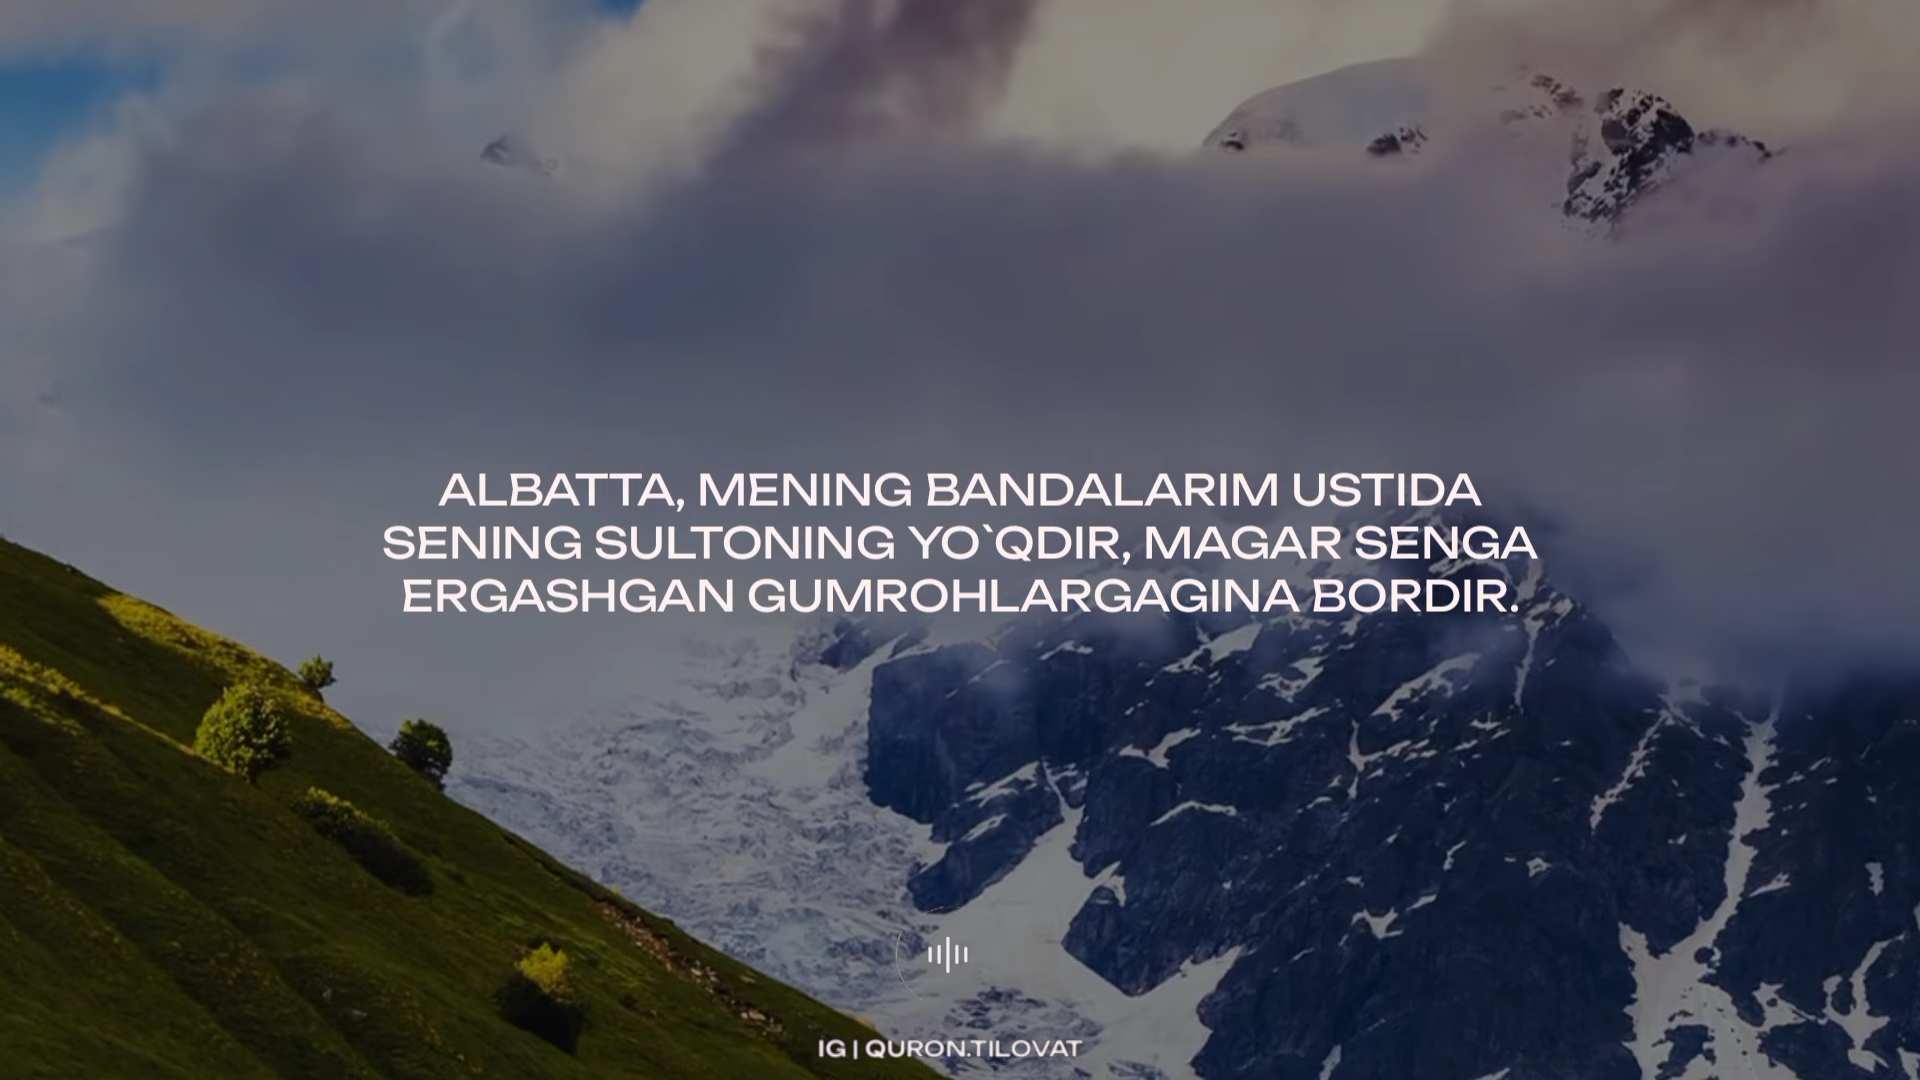 ALBATTA, MENING BANDALARIM USTIDA
SENING SULTONING YO`QDIR, MAGAR SENGA
ERGASHGAN GUMROHLARGAGINA BORDIR.
IG | QURON.TILOVAT